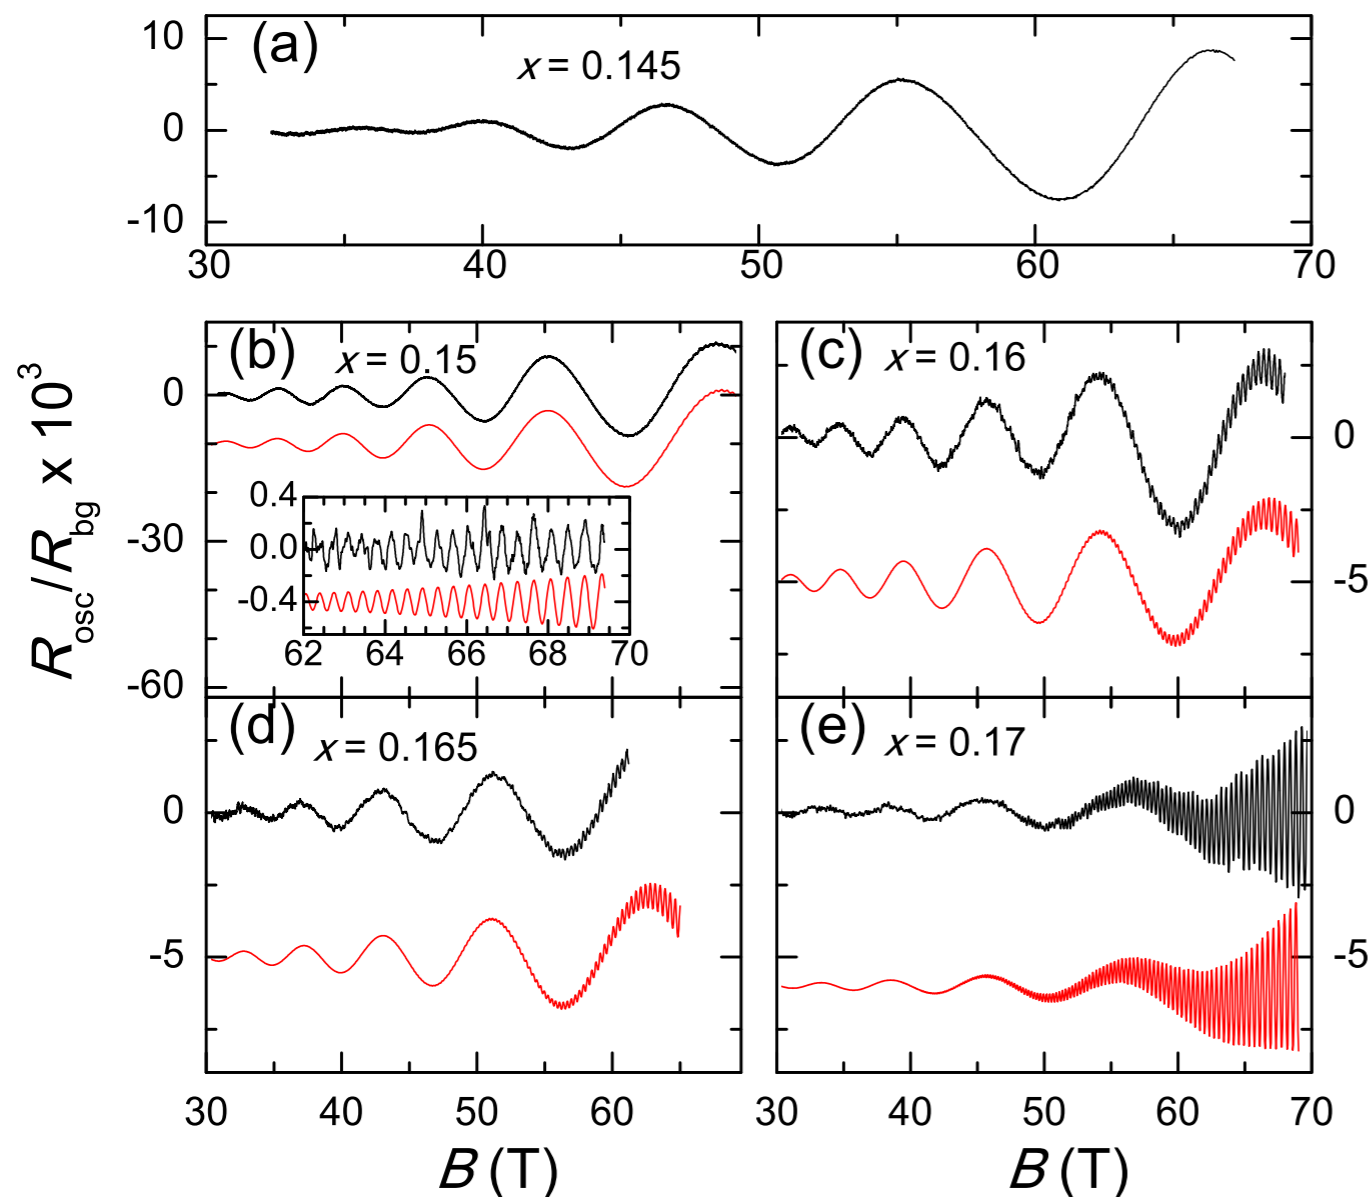 (a)
x = 0.145
10
0
-10
30 40 50 60 70
R_osc/R_bg x 10^3
(b)
x = 0.15
0
-30
-60
0.4
0.0
-0.4
62 64 66 68 70
(c)
x = 0.16
0
-5
(d)
x = 0.165
0
-5
30 40 50 60
B (T)
(e)
x = 0.17
0
-5
30 40 50 60 70
B (T)